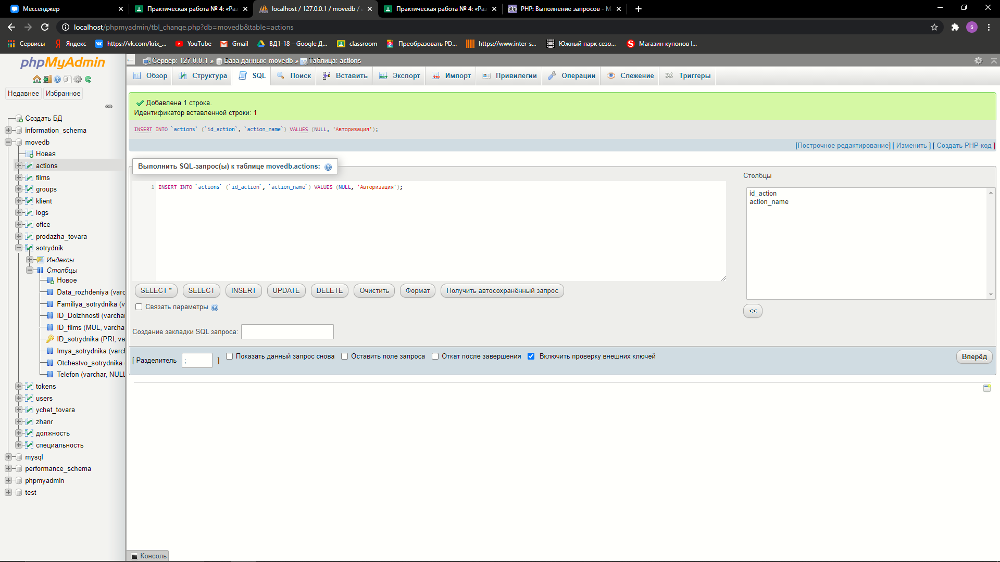 Мессенджер
Практическая работа № 4: «Раз
localhost / 127.0.0.1 / movedb / a
Практическая работа № 4: «Раз
PHP: Выполнение запросов - M
localhost/phpmyadmin/tbl_change.php?db=movedb&table=actions
S
Сервисы
Яндекс
https://vk.com/krix_...
YouTube
Gmail
ВД1-18 – Google Д...
classroom
Преобразовать PD...
https://www.inter-s...
Южный парк сезо...
Магазин купонов I...
phpMyAdmin
Недавнее
Избранное
Создать БД
information_schema
movedb
Новая
actions
films
groups
klient
logs
ofice
prodazha_tovara
sotrydnik
Индексы
Столбцы
Новое
Data_rozhdeniya (varc
Familiya_sotrydnika (v
ID_Dolzhnosti (varcha
ID_films (MUL, varcha
ID_sotrydnika (PRI, va
Imya_sotrydnika (varch
Otchestvo_sotrydnika
Telefon (varchar, NULL
tokens
users
ychet_tovara
zhanr
должность
специальность
mysql
performance_schema
phpmyadmin
test
Сервер: 127.0.0.1 » База данных: movedb » Таблица: actions
Обзор
Структура
SQL
Поиск
Вставить
Экспорт
Импорт
Привилегии
Операции
Слежение
Триггеры
Добавлена 1 строка.
Идентификатор вставленной строки: 1
INSERT INTO `actions` (`id_action`, `action_name`) VALUES (NULL, 'Авторизация');
[Построчное редактирование] [ Изменить ] [ Создать PHP-код ]
Выполнить SQL-запрос(ы) к таблице movedb.actions:
1 INSERT INTO `actions` (`id_action`, `action_name`) VALUES (NULL, 'Авторизация');
Столбцы
id_action
action_name
<<
SELECT *
SELECT
INSERT
UPDATE
DELETE
Очистить
Формат
Получить автосохранённый запрос
Связать параметры
Создание закладки SQL запроса:
[ Разделитель ; ]
Показать данный запрос снова
Оставить поле запроса
Откат после завершения
Включить проверку внешних ключей
Вперёд
Консоль